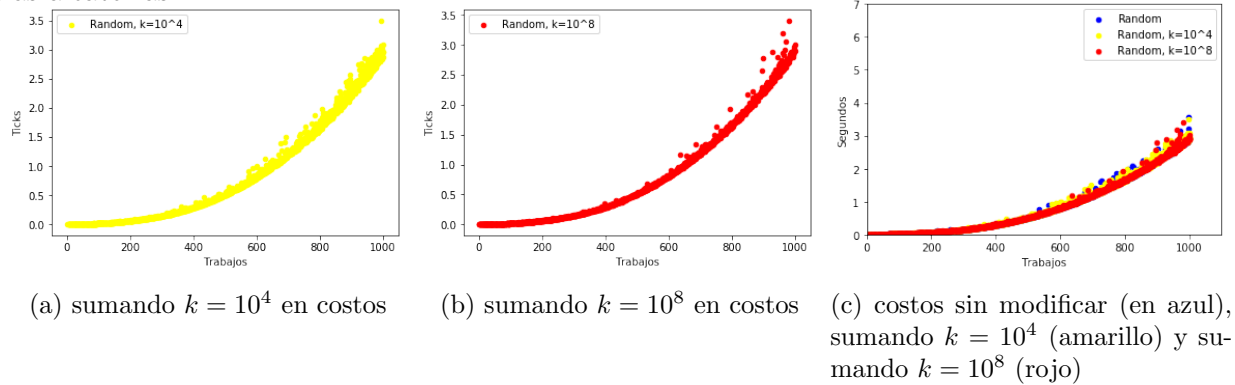 Random, k=10^4
3.5
3.0
2.5
2.0
1.5
1.0
0.5
0.0
Ticks
0 200 400 600 800 1000
Trabajos
(a) sumando k = 10^4 en costos
Random, k=10^8
3.5
3.0
2.5
2.0
1.5
1.0
0.5
0.0
Ticks
0 200 400 600 800 1000
Trabajos
(b) sumando k = 10^8 en costos
Random
Random, k=10^4
Random, k=10^8
7
6
5
4
3
2
1
0
Segundos
0 200 400 600 800 1000
Trabajos
(c) costos sin modificar (en azul),
sumando k = 10^4 (amarillo) y su-
mando k = 10^8 (rojo)